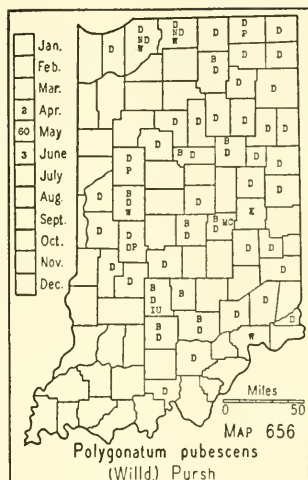 D
D
ND
W
D
ND
W
D
D
P
D
Jan.
Feb.
Mar.
2 Apr.
60 May
3 June
July
Aug.
Sept.
Oct.
Nov.
Dec.
B
D
D
D
D
D
D
D
D
D
B D
B
D
D
D
P
D
B
D
W
D
D
K
D
D
DP
B
D
B
D MC
D
D
D
D
D
B
D
IU
B
D
B
D
B
D
D
D
D
W
D
D
Miles
0 50
MAP 656
Polygonatum pubescens
(Willd.) Pursh